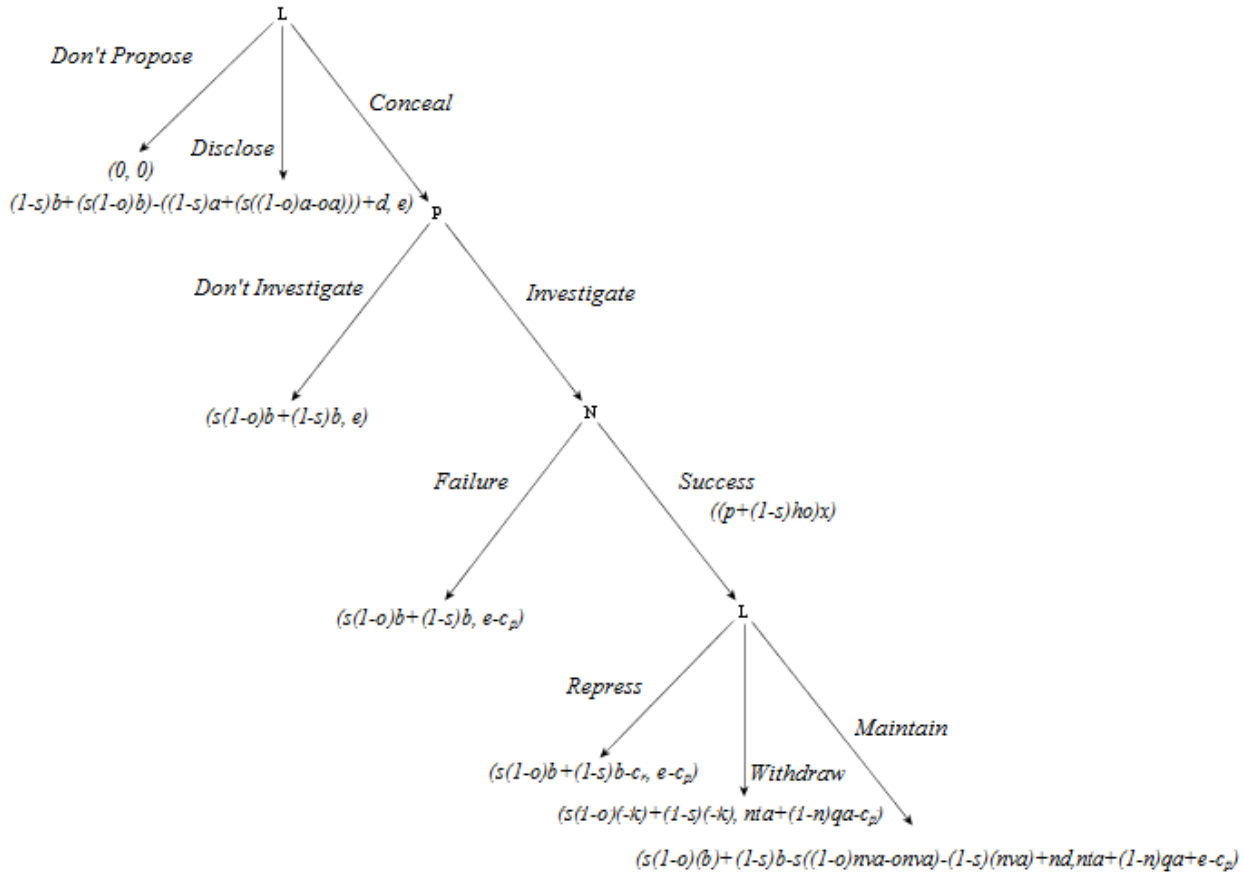 L
Don't Propose
Conceal
Disclose
(0, 0)
(1-s)b+(s(1-o)b)-((1-s)a+(s((1-o)a-oa)))+d, e)
P
Don't Investigate
Investigate
(s(1-o)b+(1-s)b, e)
N
Failure
Success
((p+(1-s)ho)x)
(s(1-o)b+(1-s)b, e-cₚ)
L
Repress
Maintain
(s(1-o)b+(1-s)b-cᵣ, e-cₚ)
Withdraw
(s(1-o)(-k)+(1-s)(-k), nta+(1-n)qa-cₚ)
(s(1-o)(b)+(1-s)b-s((1-o)nva-onva)-(1-s)(nva)+nd,nta+(1-n)qa+e-cₚ)